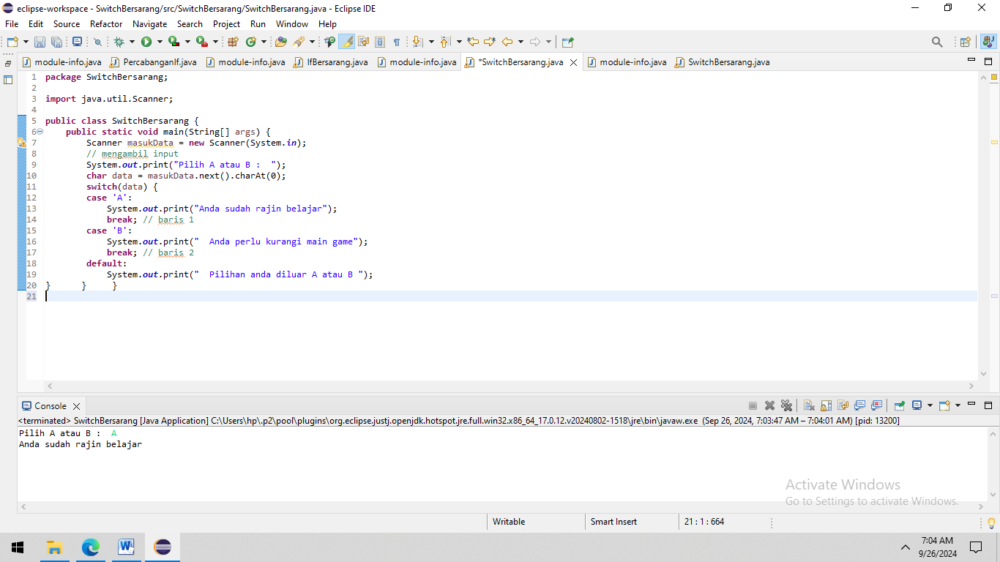 eclipse-workspace - SwitchBersarang/src/SwitchBersarang/SwitchBersarang.java - Eclipse IDE
File Edit Source Refactor Navigate Search Project Run Window Help
module-info.java PercabanganIf.java module-info.java IfBersarang.java module-info.java *SwitchBersarang.java module-info.java SwitchBersarang.java
1 package SwitchBersarang;
2
3 import java.util.Scanner;
4
5 public class SwitchBersarang {
6 public static void main(String[] args) {
7 Scanner masukData = new Scanner(System.in);
8 // mengambil input
9 System.out.print("Pilih A atau B :  ");
10 char data = masukData.next().charAt(0);
11 switch(data) {
12 case 'A':
13 System.out.print("Anda sudah rajin belajar");
14 break; // baris 1
15 case 'B':
16 System.out.print("  Anda perlu kurangi main game");
17 break; // baris 2
18 default:
19 System.out.print("  Pilihan anda diluar A atau B ");
20 } } }
21
Console
<terminated> SwitchBersarang [Java Application] C:\Users\hp\.p2\pool\plugins\org.eclipse.justj.openjdk.hotspot.jre.full.win32.x86_64_17.0.12.v20240802-1518\jre\bin\javaw.exe (Sep 26, 2024, 7:03:47 AM – 7:04:01 AM) [pid: 13200]
Pilih A atau B :  A
Anda sudah rajin belajar
Activate Windows
Go to Settings to activate Windows.
Writable Smart Insert 21 : 1 : 664
7:04 AM
9/26/2024